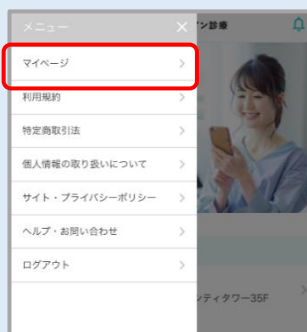 メニュー
イン診療
マイページ
利用規約
特定商取引法
個人情報の取り扱いについて
サイト・プライバシーポリシー
ヘルプ・お問い合わせ
ログアウト
ンティタワー35F